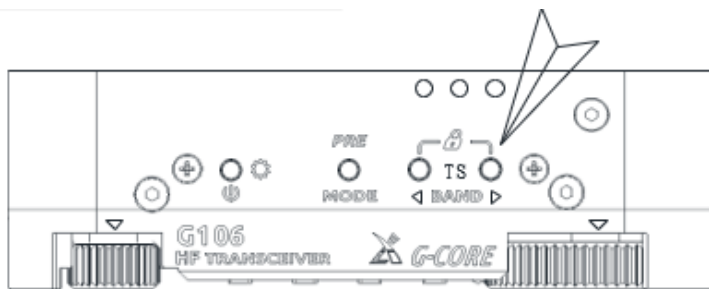 PRE
TS
MODE
BAND
G106
HF TRANSCEIVER
G-CORE